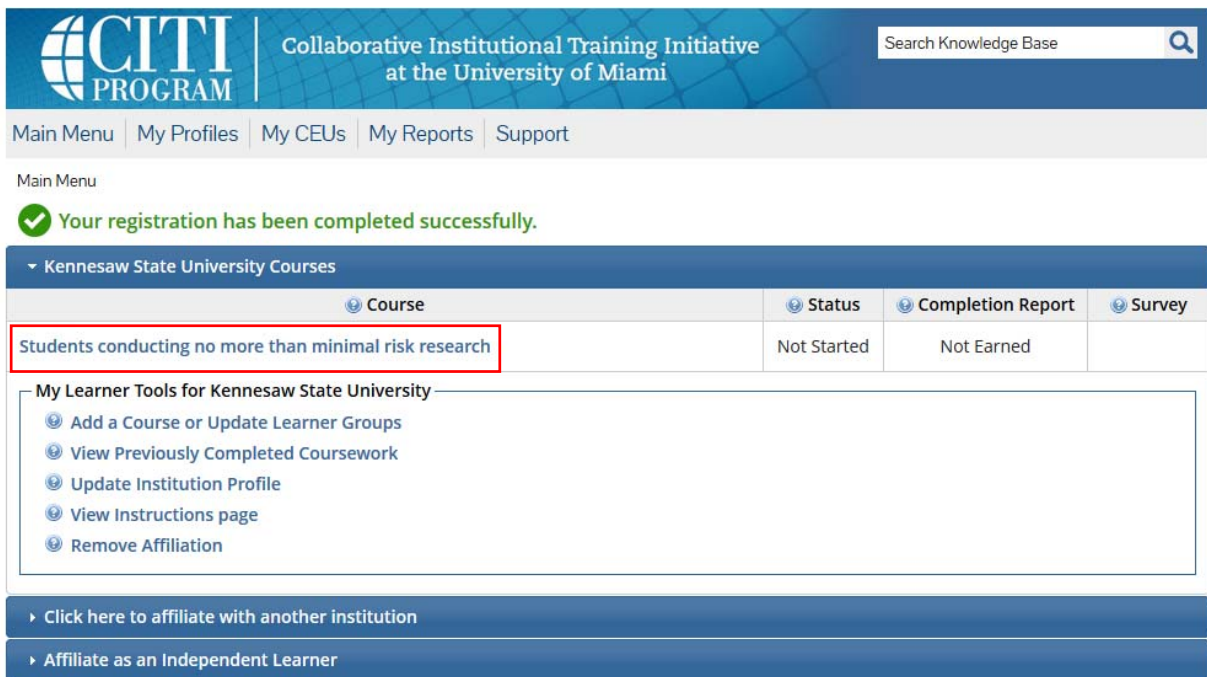 CITI
PROGRAM
Collaborative Institutional Training Initiative
at the University of Miami
Search Knowledge Base
Main Menu My Profiles My CEUs My Reports Support
Main Menu
Your registration has been completed successfully.
Kennesaw State University Courses
Course Status Completion Report Survey
Students conducting no more than minimal risk research Not Started Not Earned
My Learner Tools for Kennesaw State University
Add a Course or Update Learner Groups
View Previously Completed Coursework
Update Institution Profile
View Instructions page
Remove Affiliation
Click here to affiliate with another institution
Affiliate as an Independent Learner